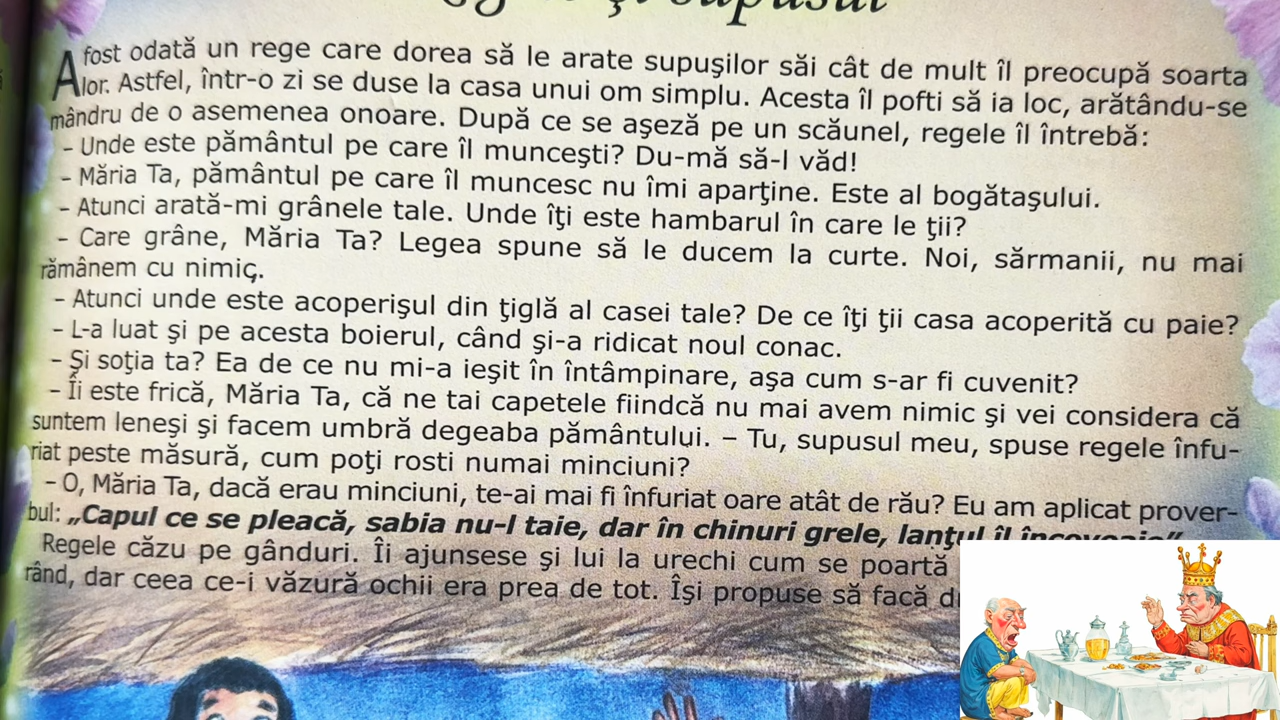 şi supusul
A fost odată un rege care dorea să le arate supuşilor săi cât de mult îl preocupă soarta
lor. Astfel, într-o zi se duse la casa unui om simplu. Acesta îl pofti să ia loc, arătându-se
mândru de o asemenea onoare. După ce se aşeză pe un scăunel, regele îl întrebă:
– Unde este pământul pe care îl munceşti? Du-mă să-l văd!
– Măria Ta, pământul pe care îl muncesc nu îmi aparţine. Este al bogătaşului.
– Atunci arată-mi grânele tale. Unde îţi este hambarul în care le ţii?
– Care grâne, Măria Ta? Legea spune să le ducem la curte. Noi, sărmanii, nu mai
rămânem cu nimic.
– Atunci unde este acoperişul din ţiglă al casei tale? De ce îţi ţii casa acoperită cu paie?
– L-a luat şi pe acesta boierul, când şi-a ridicat noul conac.
– Şi soţia ta? Ea de ce nu mi-a ieşit în întâmpinare, aşa cum s-ar fi cuvenit?
– Îi este frică, Măria Ta, că ne tai capetele fiindcă nu mai avem nimic şi vei considera că
suntem leneşi şi facem umbră degeaba pământului. – Tu, supusul meu, spuse regele înfu-
riat peste măsură, cum poţi rosti numai minciuni?
– O, Măria Ta, dacă erau minciuni, te-ai mai fi înfuriat oare atât de rău? Eu am aplicat prover-
bul: „Capul ce se pleacă, sabia nu-l taie, dar în chinuri grele, lanţul îl încovoaie”
Regele căzu pe gânduri. Îi ajunsese şi lui la urechi cum se poartă
rând, dar ceea ce-i văzură ochii era prea de tot. Îşi propuse să facă